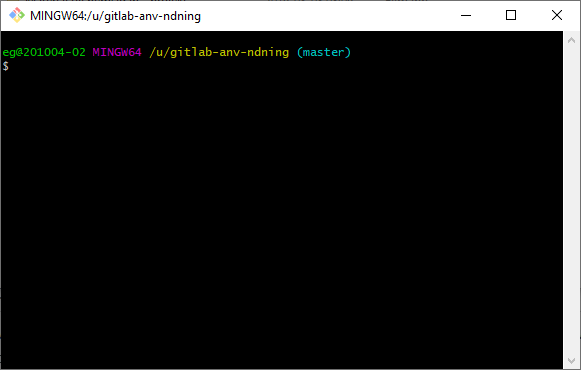 MINGW64:/u/gitlab-anv-ndning
eg@201004-02 MINGW64 /u/gitlab-anv-ndning (master)
$